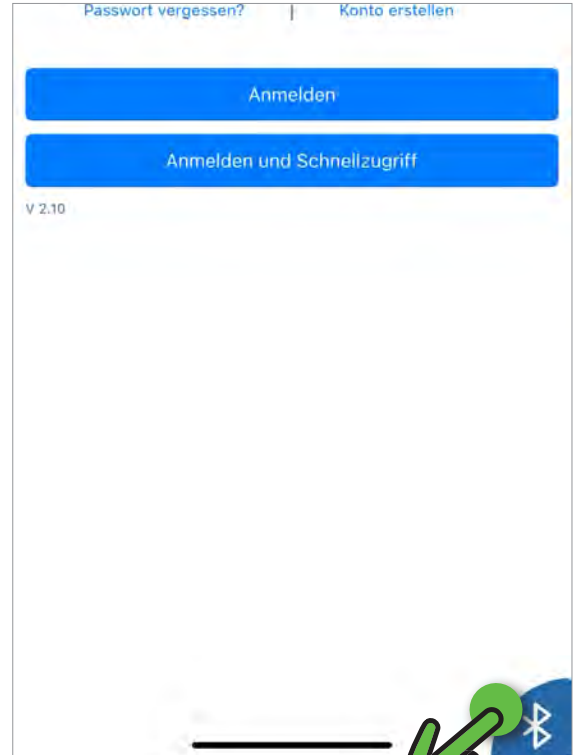 Passwort vergessen? | Konto erstellen
Anmelden
Anmelden und Schnellzugriff
V 2.10